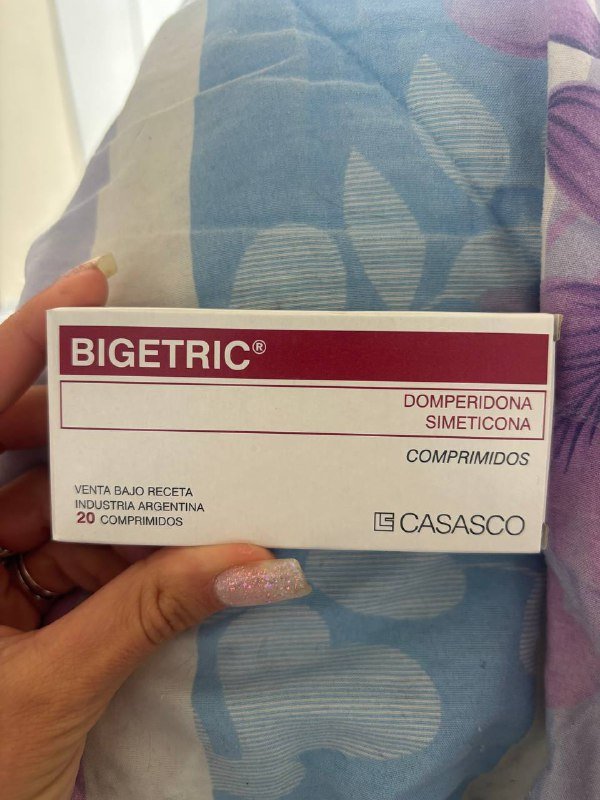 BIGETRIC®
DOMPERIDONA
SIMETICONA
COMPRIMIDOS
VENTA BAJO RECETA
INDUSTRIA ARGENTINA
20 COMPRIMIDOS
CASASCO